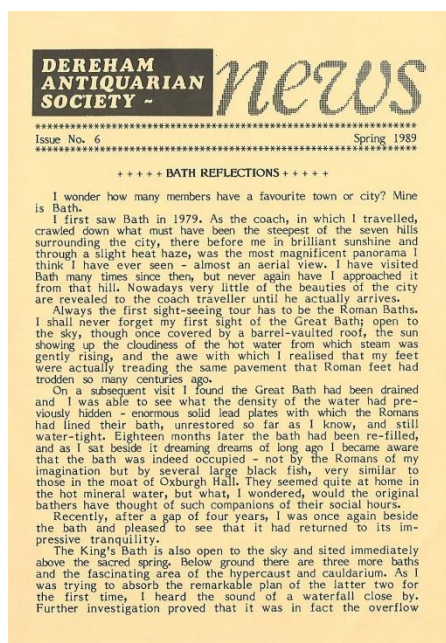 DEREHAM
ANTIQUARIAN
SOCIETY ~
news
************************************************************
Issue No. 6 Spring 1989
************************************************************
+ + + + + BATH REFLECTIONS + + + + +
I wonder how many members have a favourite town or city? Mine
is Bath.
I first saw Bath in 1979. As the coach, in which I travelled,
crawled down what must have been the steepest of the seven hills
surrounding the city, there before me in brilliant sunshine and
through a slight heat haze, was the most magnificent panorama I
think I have ever seen - almost an aerial view. I have visited
Bath many times since then, but never again have I approached it
from that hill. Nowadays very little of the beauties of the city
are revealed to the coach traveller until he actually arrives.
Always the first sight-seeing tour has to be the Roman Baths.
I shall never forget my first sight of the Great Bath; open to
the sky, though once covered by a barrel-vaulted roof, the sun
showing up the cloudiness of the hot water from which steam was
gently rising, and the awe with which I realised that my feet
were actually treading the same pavement that Roman feet had
trodden so many centuries ago.
On a subsequent visit I found the Great Bath had been drained
and I was able to see what the density of the water had pre-
viously hidden - enormous solid lead plates with which the Romans
had lined their bath, unrestored so far as I know, and still
water-tight. Eighteen months later the bath had been re-filled,
and as I sat beside it dreaming dreams of long ago I became aware
that the bath was indeed occupied - not by the Romans of my
imagination but by several large black fish, very similar to
those in the moat of Oxburgh Hall. They seemed quite at home in
the hot mineral water, but what, I wondered, would the original
bathers have thought of such companions of their social hours.
Recently, after a gap of four years, I was once again beside
the bath and pleased to see that it had returned to its im-
pressive tranquility.
The King's Bath is also open to the sky and sited immediately
above the sacred spring. Below ground there are three more baths
and the fascinating area of the hypercaust and cauldarium. As I
was trying to absorb the remarkable plan of the latter two for
the first time, I heard the sound of a waterfall close by.
Further investigation proved that it was in fact the overflow